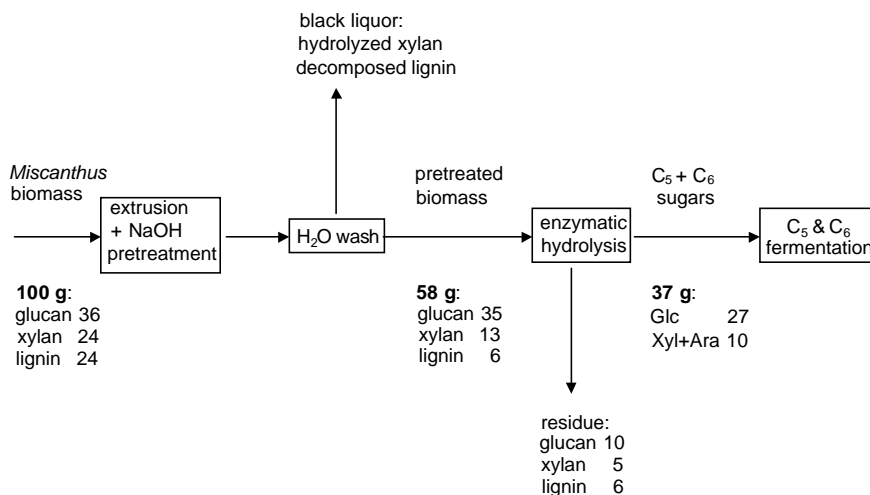 black liquor:
hydrolyzed xylan
decomposed lignin
Miscanthus
biomass
extrusion
+ NaOH
pretreatment
H₂O wash
pretreated
biomass
enzymatic
hydrolysis
C₅ + C₆
sugars
C₅ & C₆
fermentation
100 g:
glucan 36
xylan 24
lignin 24
58 g:
glucan 35
xylan 13
lignin 6
37 g:
Glc 27
Xyl+Ara 10
residue:
glucan 10
xylan 5
lignin 6